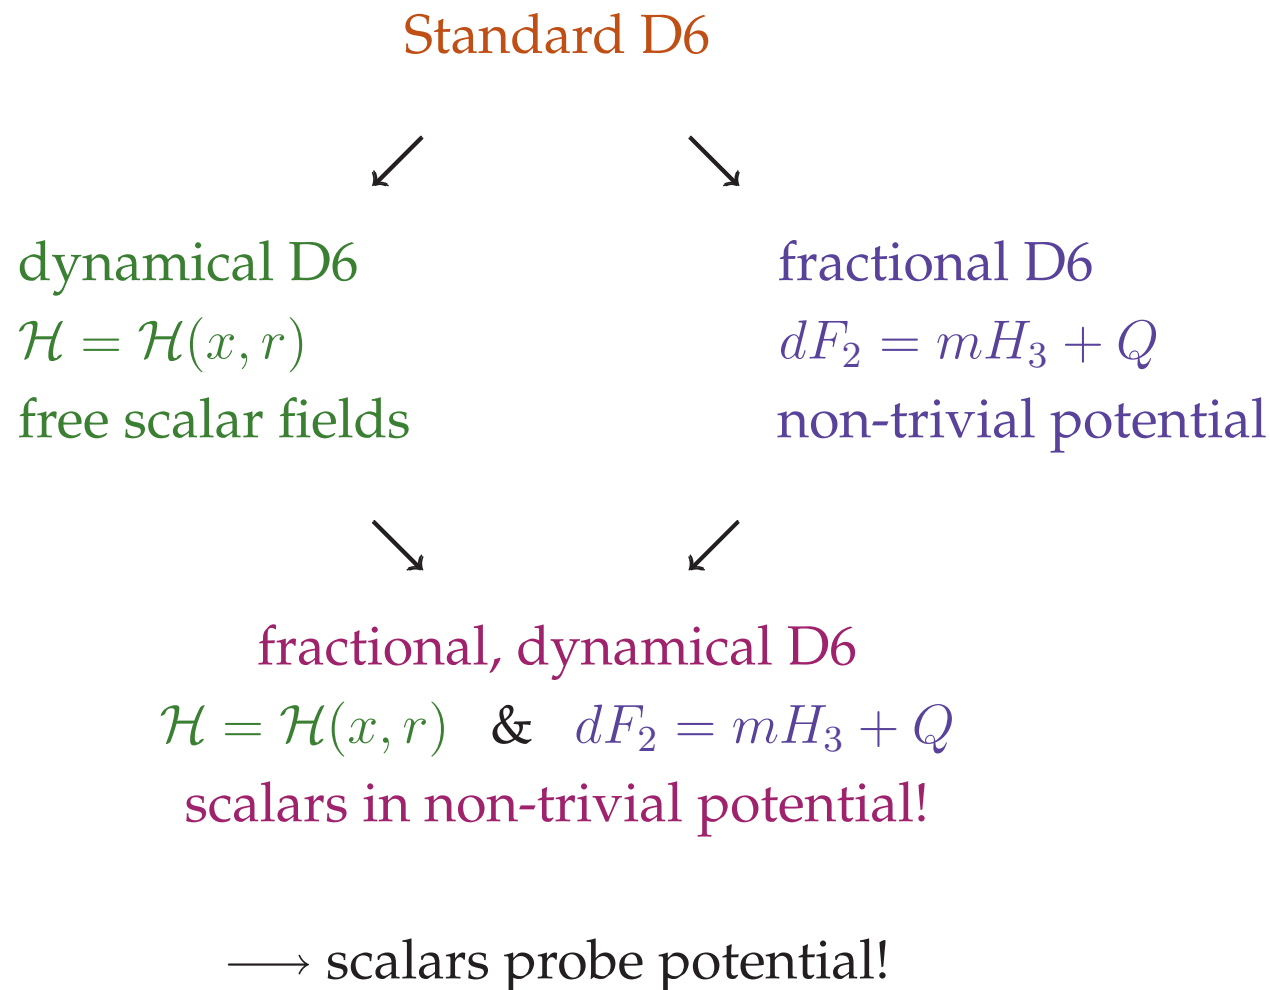 Standard D6
dynamical D6
ℋ = ℋ(x, r)
free scalar fields
fractional D6
dF₂ = mH₃ + Q
non-trivial potential
fractional, dynamical D6
ℋ = ℋ(x, r) & dF₂ = mH₃ + Q
scalars in non-trivial potential!
⟶ scalars probe potential!